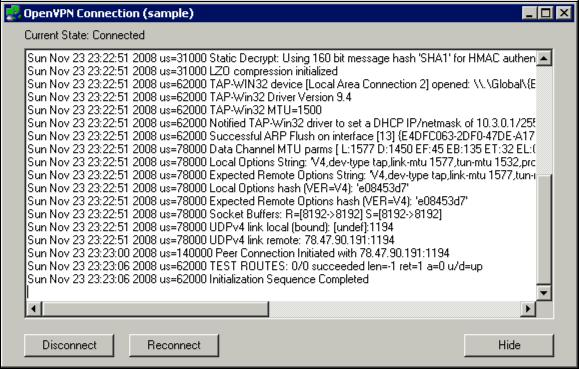 OpenVPN Connection (sample)
Current State: Connected
Sun Nov 23 23:22:51 2008 us=31000 Static Decrypt: Using 160 bit message hash 'SHA1' for HMAC authen
Sun Nov 23 23:22:51 2008 us=31000 LZO compression initialized
Sun Nov 23 23:22:51 2008 us=62000 TAP-WIN32 device [Local Area Connection 2] opened: \\.\Global\{E
Sun Nov 23 23:22:51 2008 us=62000 TAP-Win32 Driver Version 9.4
Sun Nov 23 23:22:51 2008 us=62000 TAP-Win32 MTU=1500
Sun Nov 23 23:22:51 2008 us=62000 Notified TAP-Win32 driver to set a DHCP IP/netmask of 10.3.0.1/255
Sun Nov 23 23:22:51 2008 us=62000 Successful ARP Flush on interface [13] {E4DFC063-2DF0-47DE-A17
Sun Nov 23 23:22:51 2008 us=78000 Data Channel MTU parms [ L:1577 D:1450 EF:45 EB:135 ET:32 EL:0
Sun Nov 23 23:22:51 2008 us=78000 Local Options String: 'V4,dev-type tap,link-mtu 1577,tun-mtu 1532,pro
Sun Nov 23 23:22:51 2008 us=78000 Expected Remote Options String: 'V4,dev-type tap,link-mtu 1577,tun-
Sun Nov 23 23:22:51 2008 us=78000 Local Options hash (VER=V4): 'e08453d7'
Sun Nov 23 23:22:51 2008 us=78000 Expected Remote Options hash (VER=V4): 'e08453d7'
Sun Nov 23 23:22:51 2008 us=78000 Socket Buffers: R=[8192->8192] S=[8192->8192]
Sun Nov 23 23:22:51 2008 us=78000 UDPv4 link local (bound): [undef]:1194
Sun Nov 23 23:22:51 2008 us=78000 UDPv4 link remote: 78.47.90.191:1194
Sun Nov 23 23:23:00 2008 us=140000 Peer Connection Initiated with 78.47.90.191:1194
Sun Nov 23 23:23:06 2008 us=62000 TEST ROUTES: 0/0 succeeded len=-1 ret=1 a=0 u/d=up
Sun Nov 23 23:23:06 2008 us=62000 Initialization Sequence Completed
Disconnect
Reconnect
Hide